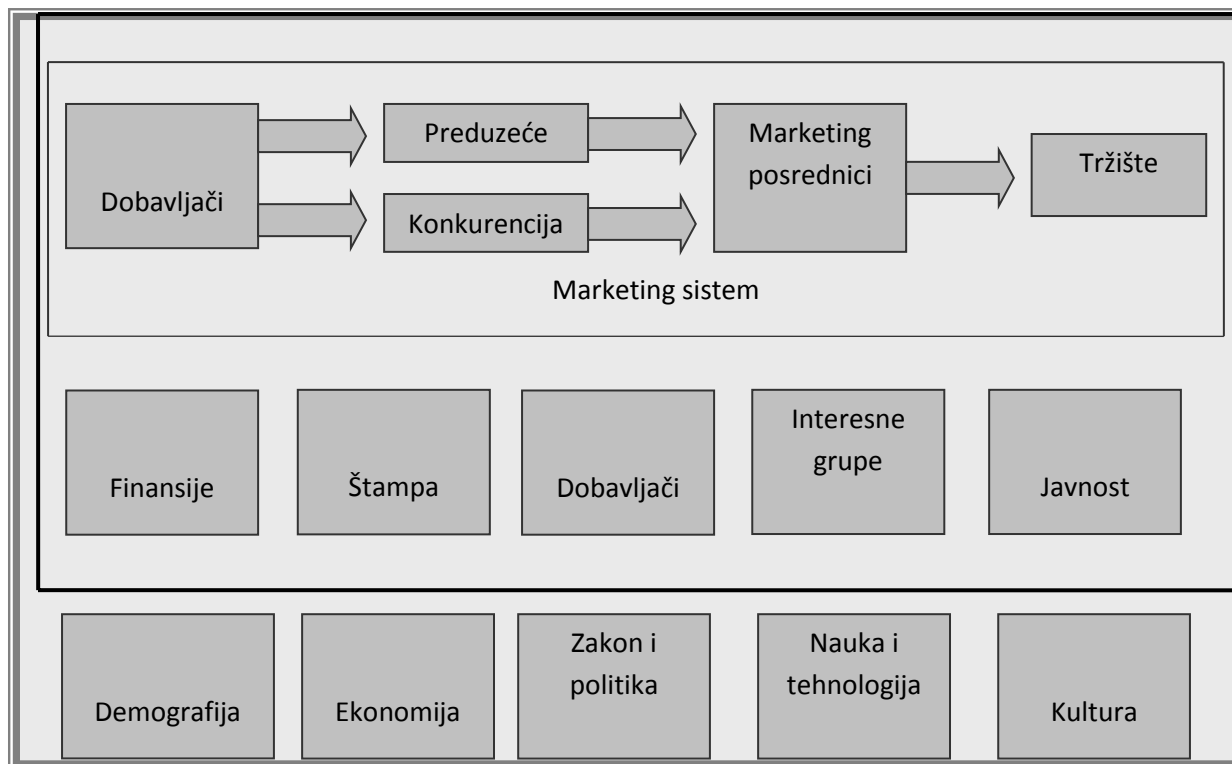 Dobavljači
Preduzeće
Konkurencija
Marketing
posrednici
Tržište
Marketing sistem
Finansije
Štampa
Dobavljači
Interesne
grupe
Javnost
Demografija
Ekonomija
Zakon i
politika
Nauka i
tehnologija
Kultura